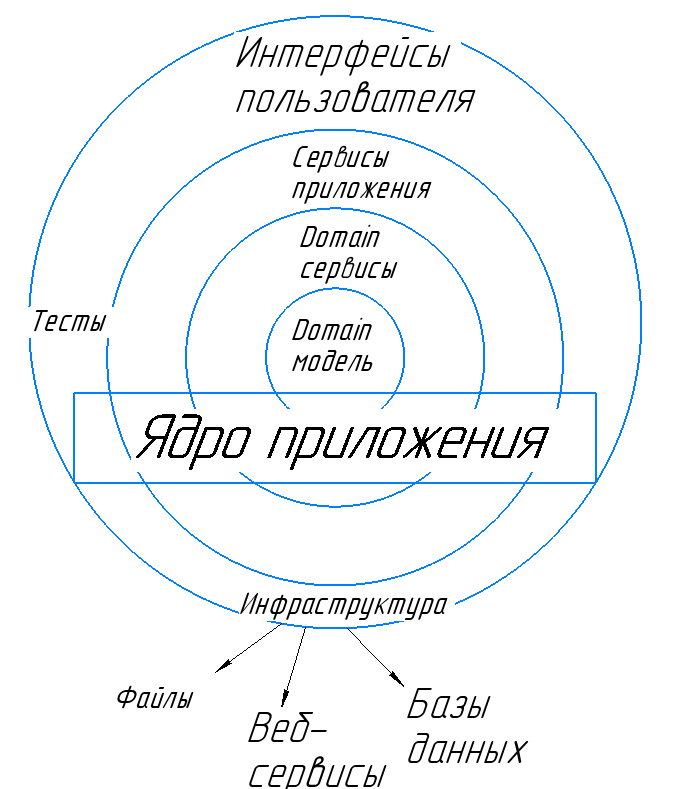 Интерфейсы
пользователя
Сервисы
приложения
Domain
сервисы
Тесты
Domain
модель
Ядро приложения
Инфраструктура
Файлы
Веб-
сервисы
Базы
данных